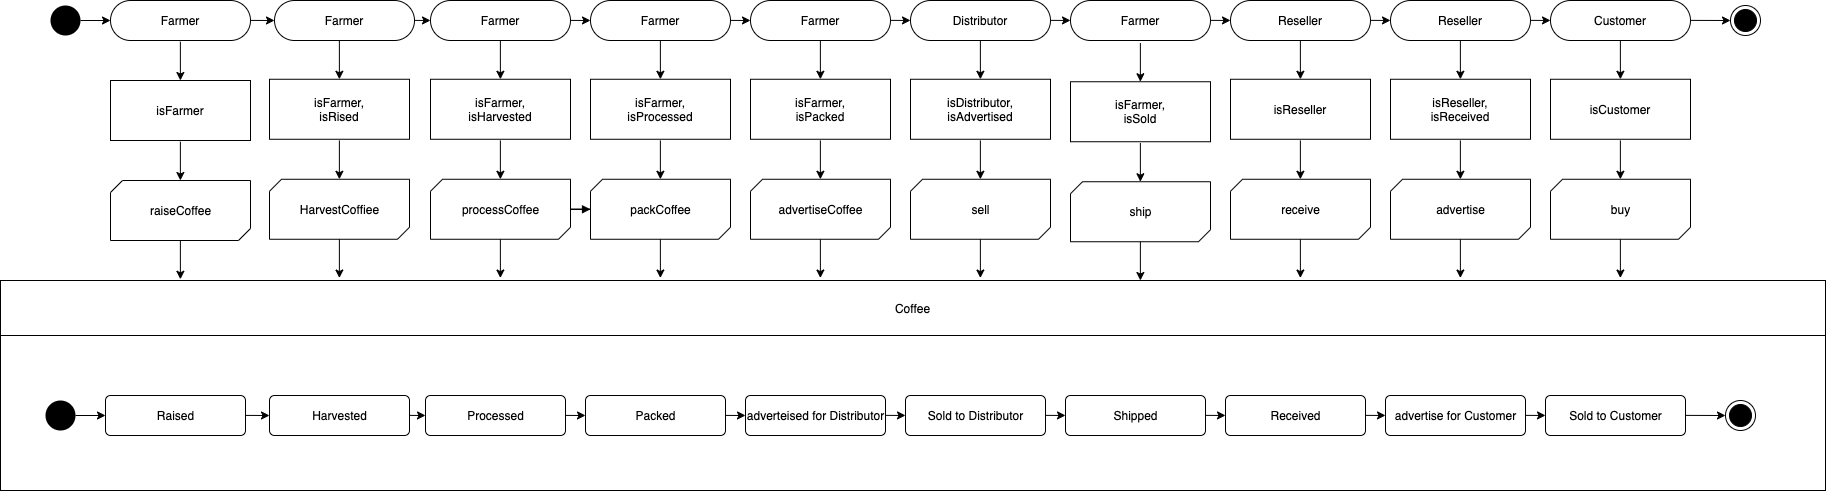 Farmer
Farmer
Farmer
Farmer
Farmer
Distributor
Farmer
Reseller
Reseller
Customer
isFarmer
isFarmer,
isRised
isFarmer,
isHarvested
isFarmer,
isProcessed
isFarmer,
isPacked
isDistributor,
isAdvertised
isFarmer,
isSold
isReseller
isReseller,
isReceived
isCustomer
raiseCoffee
HarvestCoffiee
processCoffee
packCoffee
advertiseCoffee
sell
ship
receive
advertise
buy
Coffee
Raised
Harvested
Processed
Packed
adverteised for Distributor
Sold to Distributor
Shipped
Received
advertise for Customer
Sold to Customer